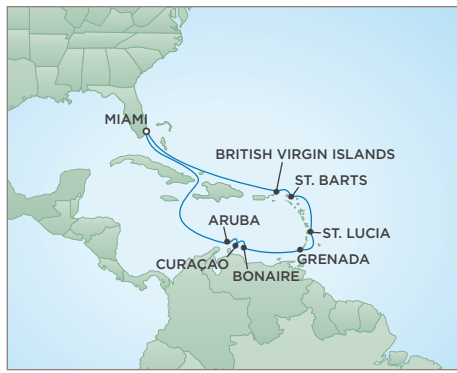 MIAMI
BRITISH VIRGIN ISLANDS
ST. BARTS
ARUBA
ST. LUCIA
CURAÇAO
GRENADA
BONAIRE